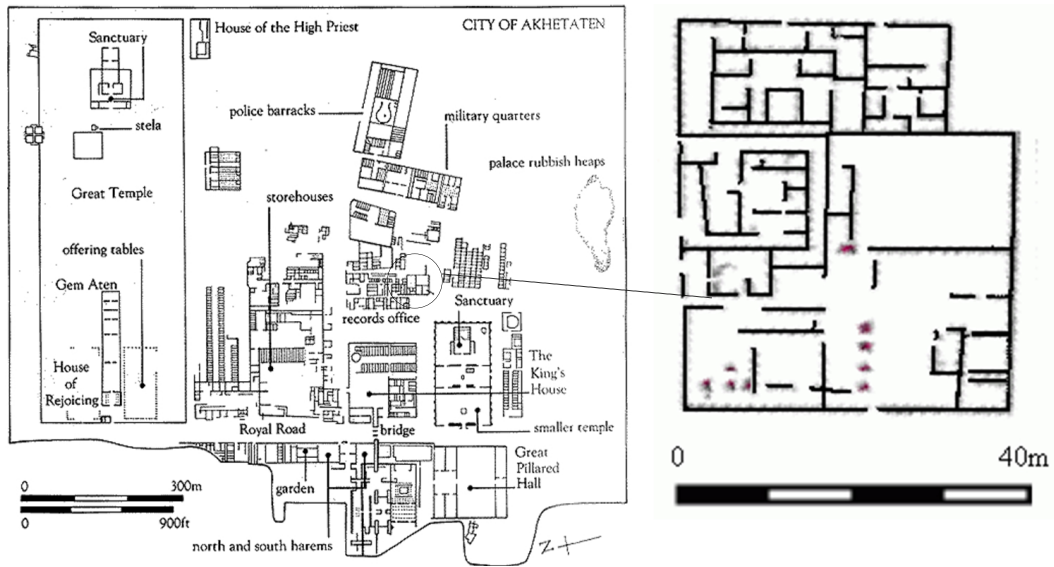 CITY OF AKHETATEN
House of the High Priest
Sanctuary
stela
Great Temple
offering tables
Gem Aten
House
of
Rejoicing
police barracks
military quarters
palace rubbish heaps
storehouses
records office
Sanctuary
The
King's
House
smaller temple
Royal Road
bridge
garden
Great
Pillared
Hall
north and south harems
0 300m
0 900ft
Z
0 40m